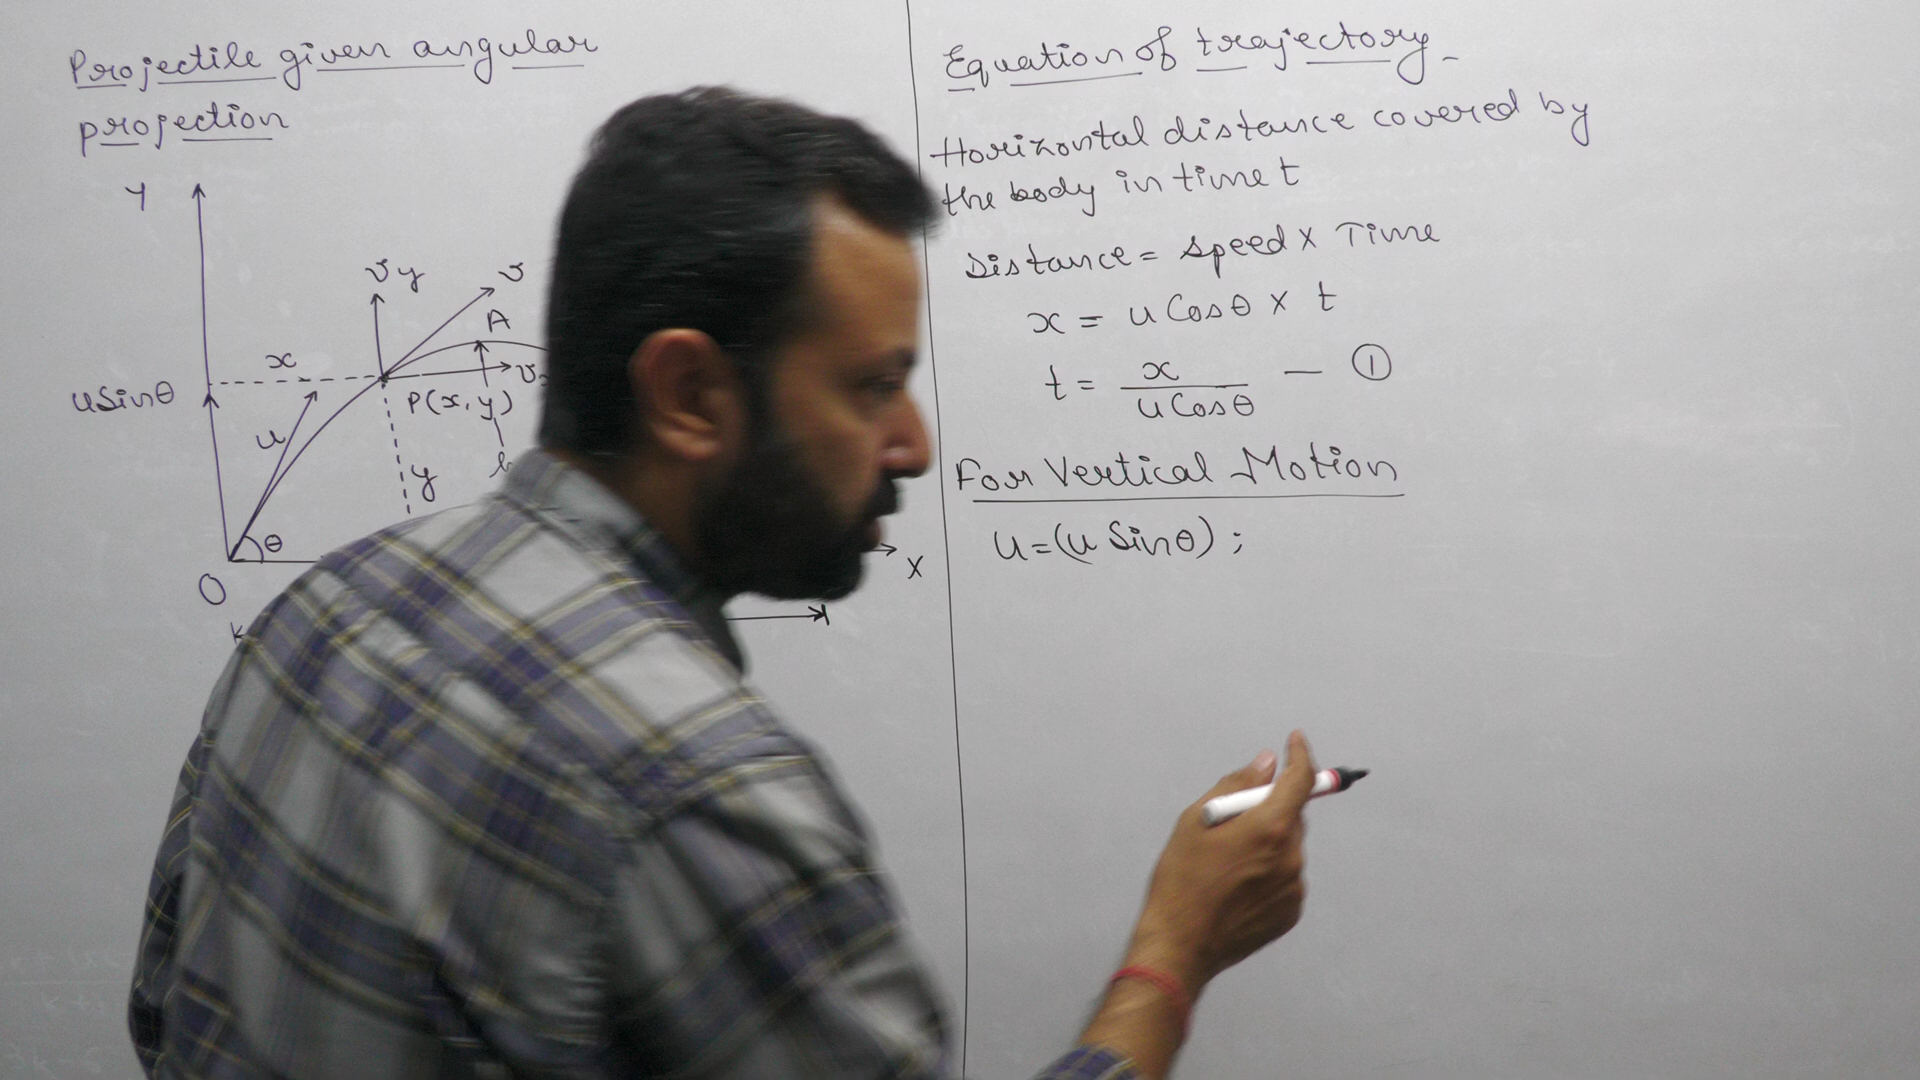 Projectile given angular
projection
Y
vy
v
A
x
uSinθ
P(x, y)
u
y
θ
O
X
Equation of trajectory -
Horizontal distance covered by
the body in time t
Distance = speed × Time
x = u Cosθ × t
t = x / u Cosθ — ①
For Vertical Motion
u = (u Sinθ) ;